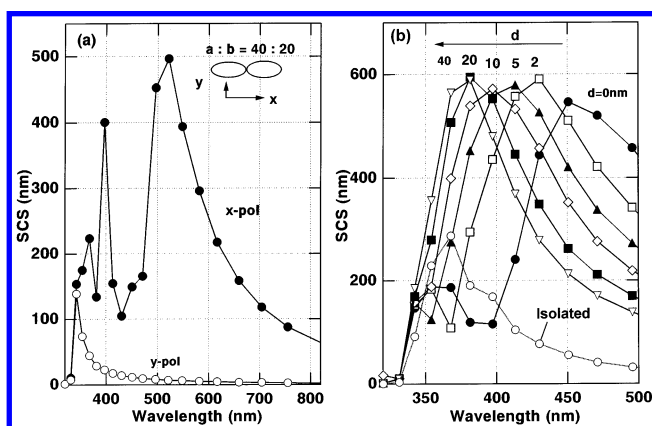 (a)
a : b = 40 : 20
y
x
x-pol
y-pol
SCS (nm)
500
400
300
200
100
0
400 500 600 700 800
Wavelength (nm)
(b)
d
40 20 10 5 2
d=0nm
Isolated
SCS (nm)
600
400
200
0
350 400 450 500
Wavelength (nm)